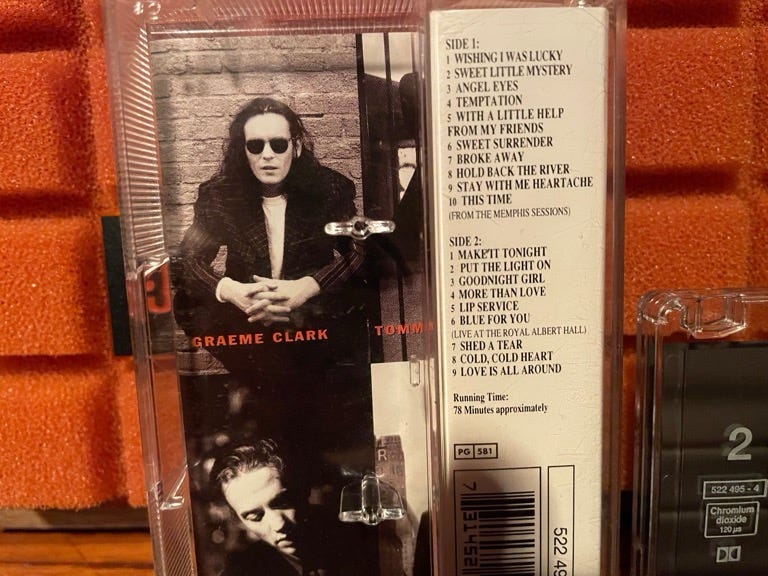 GRAEME CLARK
TOMM
SIDE 1:
1 WISHING I WAS LUCKY
2 SWEET LITTLE MYSTERY
3 ANGEL EYES
4 TEMPTATION
5 WITH A LITTLE HELP
FROM MY FRIENDS
6 SWEET SURRENDER
7 BROKE AWAY
8 HOLD BACK THE RIVER
9 STAY WITH ME HEARTACHE
10 THIS TIME
(FROM THE MEMPHIS SESSIONS)
SIDE 2:
1 MAKE IT TONIGHT
2 PUT THE LIGHT ON
3 GOODNIGHT GIRL
4 MORE THAN LOVE
5 LIP SERVICE
6 BLUE FOR YOU
(LIVE AT THE ROYAL ALBERT HALL)
7 SHED A TEAR
8 COLD, COLD HEART
9 LOVE IS ALL AROUND
Running Time:
78 Minutes approximately
PG 581
7 31452
522 49
2
522 495 - 4
Chromium
dioxide
120 µs